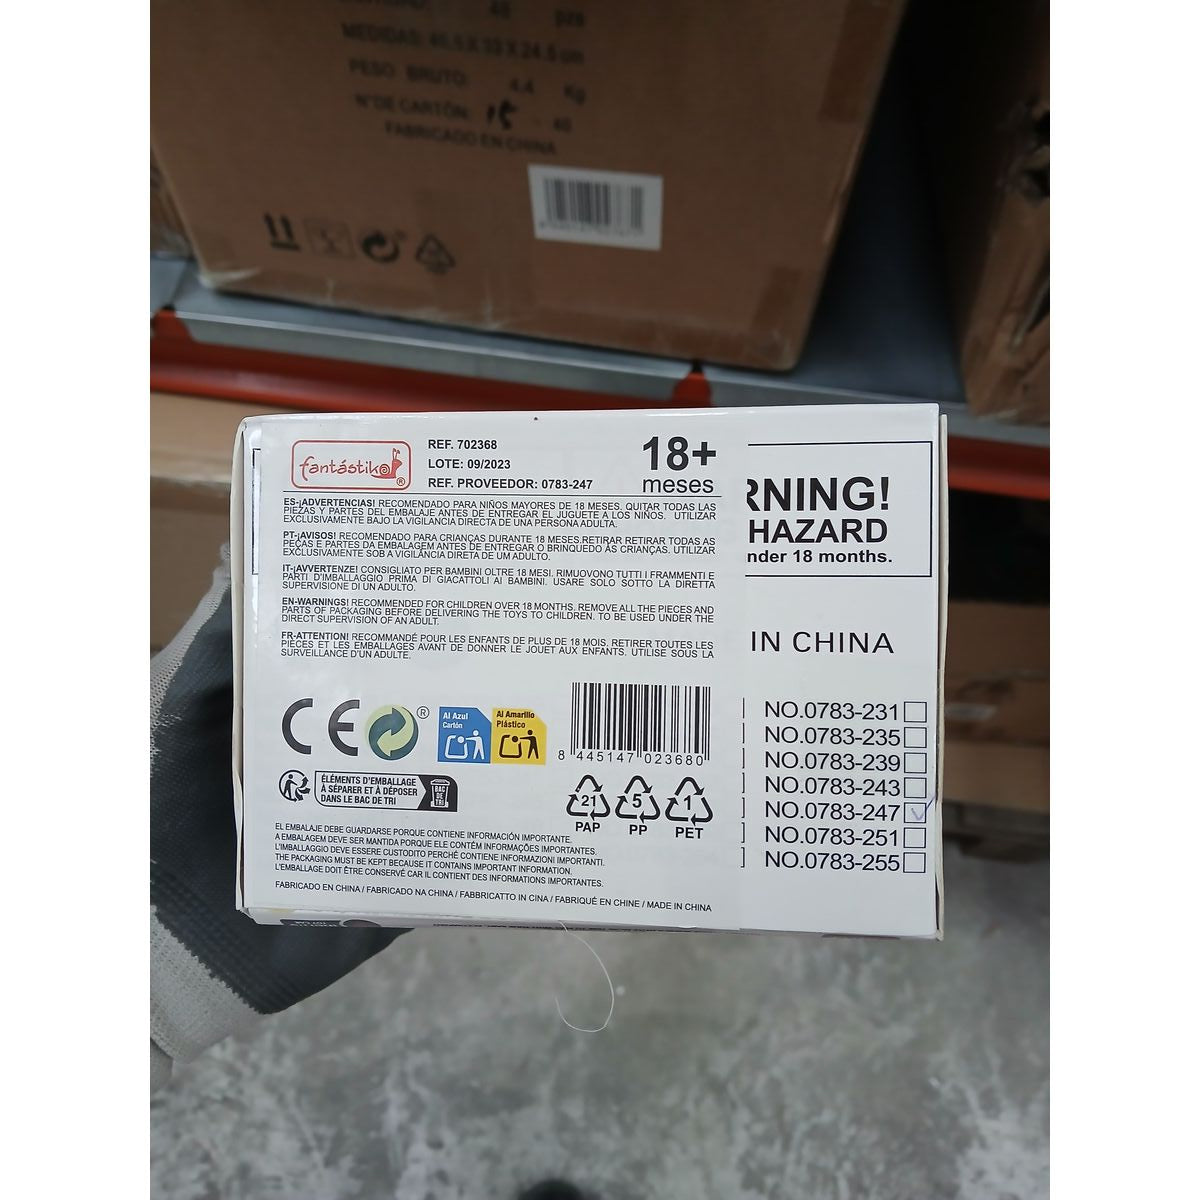 46 pzs
MEDIDAS: 46.5 X 33 X 24.5 cm
PESO BRUTO: 4.4 Kg
N°DE CARTÓN: 15 - 46
FABRICADO EN CHINA
fantástiko ®
REF. 702368
LOTE: 09/2023
REF. PROVEEDOR: 0783-247
18+
meses
ES-¡ADVERTENCIAS! RECOMENDADO PARA NIÑOS MAYORES DE 18 MESES. QUITAR TODAS LAS
PIEZAS Y PARTES DEL EMBALAJE ANTES DE ENTREGAR EL JUGUETE A LOS NIÑOS. UTILIZAR
EXCLUSIVAMENTE BAJO LA VIGILANCIA DIRECTA DE UNA PERSONA ADULTA.
PT-¡AVISOS! RECOMENDADO PARA CRIANÇAS DURANTE 18 MESES.RETIRAR RETIRAR TODAS AS
PEÇAS E PARTES DA EMBALAGEM ANTES DE ENTREGAR O BRINQUEDO ÁS CRIANÇAS. UTILIZAR
EXCLUSIVAMENTE SOB A VIGILÂNCIA DIRETA DE UM ADULTO.
IT-¡AVVERTENZE! CONSIGLIATO PER BAMBINI OLTRE 18 MESI. RIMUOVONO TUTTI I FRAMMENTI E
PARTI D'IMBALLAGGIO PRIMA DI GIACATTOLI AI BAMBINI. USARE SOLO SOTTO LA DIRETTA
SUPERVISIONE DI UN ADULTO.
EN-WARNINGS! RECOMMENDED FOR CHILDREN OVER 18 MONTHS. REMOVE ALL THE PIECES AND
PARTS OF PACKAGING BEFORE DELIVERING THE TOYS TO CHILDREN. TO BE USED UNDER THE
DIRECT SUPERVISION OF AN ADULT.
FR-ATTENTION! RECOMMANDÉ POUR LES ENFANTS DE PLUS DE 18 MOIS. RETIRER TOUTES LES
PIÈCES ET LES EMBALLAGES AVANT DE DONNER LE JOUET AUX ENFANTS. UTILISE SOUS LA
SURVEILLANCE D'UN ADULTE.
RNING!
HAZARD
nder 18 months.
IN CHINA
CE ®
Al Azul
Cartón
Al Amarillo
Plástico
8 445147 023680
ÉLÉMENTS D'EMBALLAGE
À SÉPARER ET À DÉPOSER
DANS LE BAC DE TRI
BAC
DE
TRI
21
PAP
5
PP
1
PET
NO.0783-231
NO.0783-235
NO.0783-239
NO.0783-243
NO.0783-247
NO.0783-251
NO.0783-255
EL EMBALAJE DEBE GUARDARSE PORQUE CONTIENE INFORMACIÓN IMPORTANTE.
A EMBALAGEM DEVE SER MANTIDA PORQUE ELE CONTÉM INFORMAÇÕES IMPORTANTES.
L'IMBALLAGGIO DEVE ESSERE CUSTODITO PERCHÉ CONTIENE INFORMAZIONI IMPORTANTI.
THE PACKAGING MUST BE KEPT BECAUSE IT CONTAINS IMPORTANT INFORMATION.
L'EMBALLAGE DOIT ÊTRE CONSERVÉ CAR IL CONTIENT DES INFORMATIONS IMPORTANTES.
FABRICADO EN CHINA / FABRICADO NA CHINA / FABBRICATTO IN CINA / FABRIQUÉ EN CHINE / MADE IN CHINA